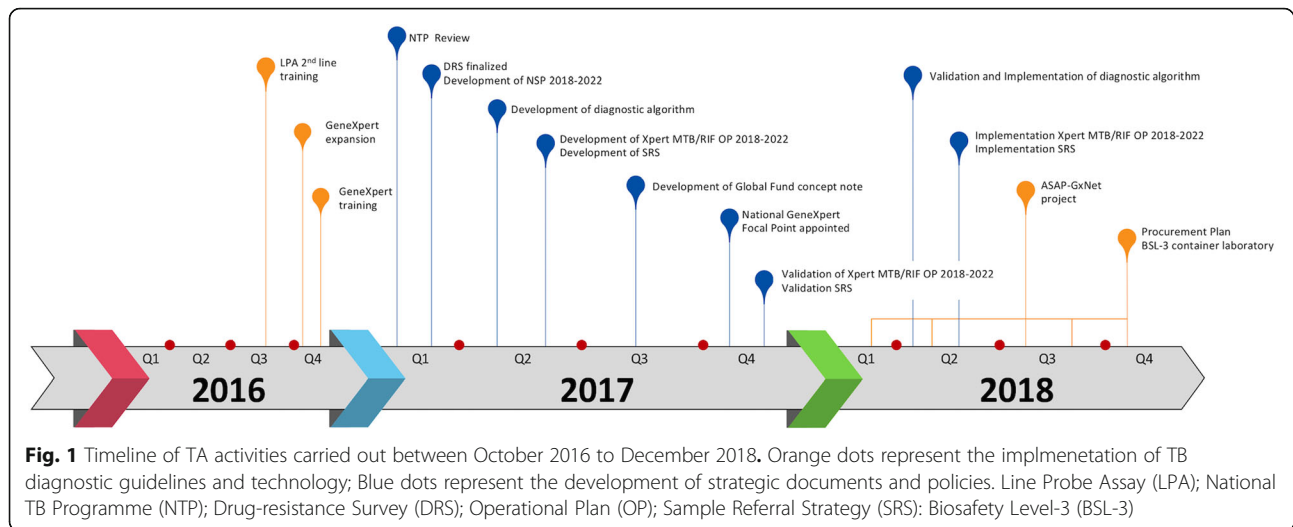 NTP Review
LPA 2nd line
training
DRS finalized
Development of NSP 2018-2022
Validation and Implementation of diagnostic algorithm
GeneXpert
expansion
Development of diagnostic algorithm
Development of Xpert MTB/RIF OP 2018-2022
Development of SRS
Implementation Xpert MTB/RIF OP 2018-2022
Implementation SRS
GeneXpert
training
Development of Global Fund concept note
ASAP-GxNet
project
National GeneXpert
Focal Point appointed
Procurement Plan
BSL-3 container laboratory
Validation of Xpert MTB/RIF OP 2018-2022
Validation SRS
Q1 Q2 Q3 Q4 Q1 Q2 Q3 Q4 Q1 Q2 Q3 Q4
2016 2017 2018
Fig. 1 Timeline of TA activities carried out between October 2016 to December 2018. Orange dots represent the implmenetation of TB
diagnostic guidelines and technology; Blue dots represent the development of strategic documents and policies. Line Probe Assay (LPA); National
TB Programme (NTP); Drug-resistance Survey (DRS); Operational Plan (OP); Sample Referral Strategy (SRS): Biosafety Level-3 (BSL-3)